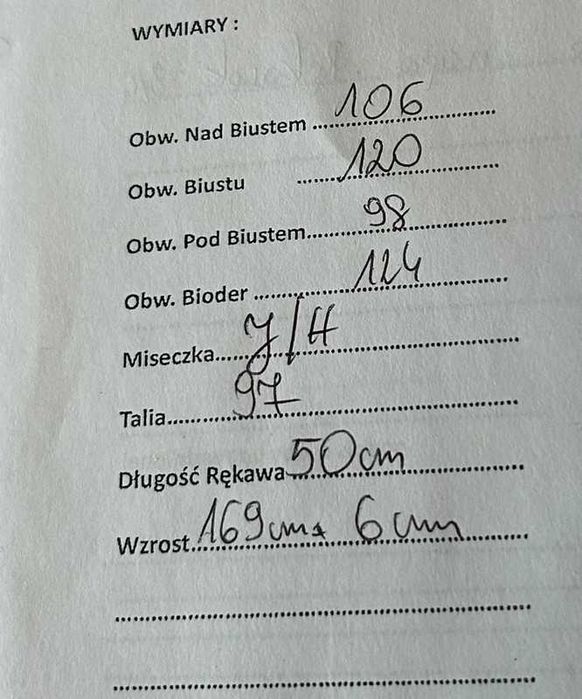 WYMIARY :
Obw. Nad Biustem ........ 106
Obw. Biustu ........ 120
Obw. Pod Biustem........ 98
Obw. Bioder ........ 124
Miseczka........ J/H
Talia........ 97
Długość Rękawa 50cm
Wzrost........ 169cm+ 6cm